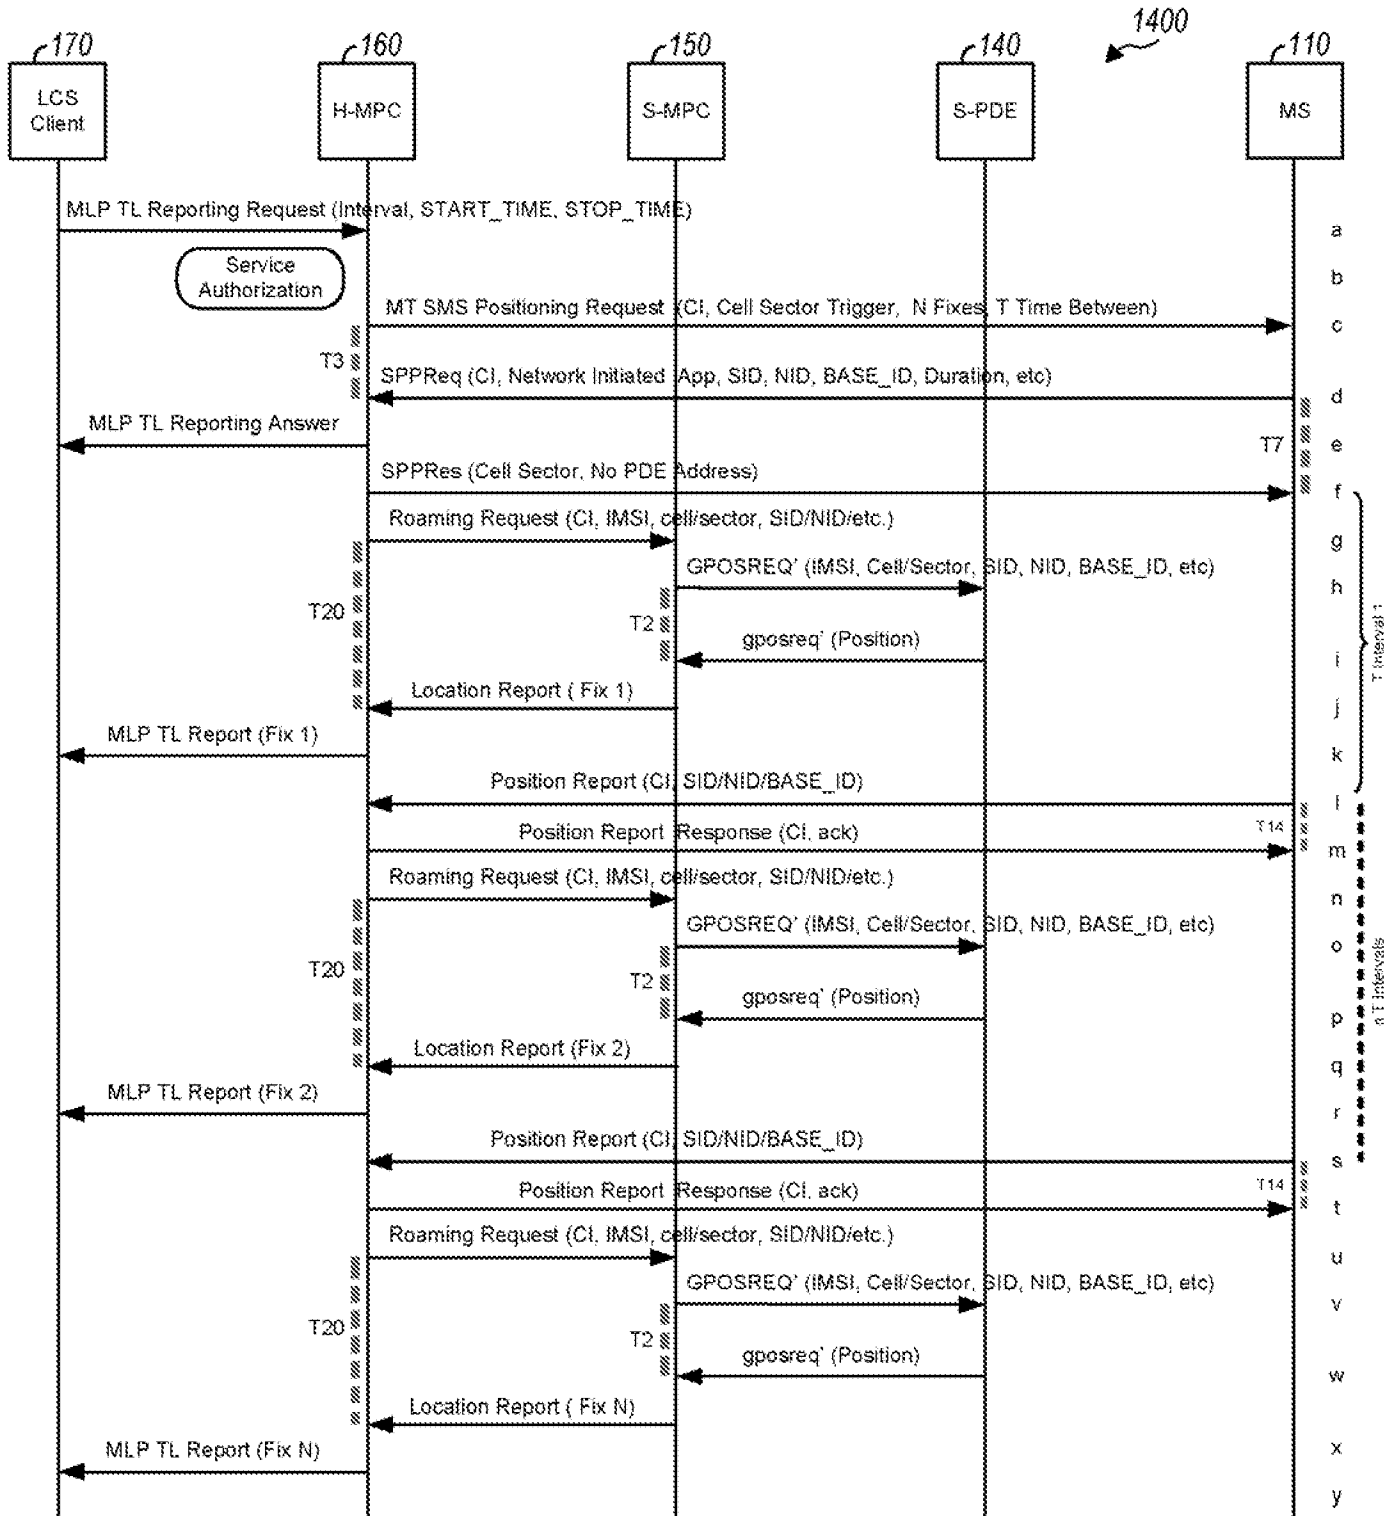 1400
170 160 150 140 110
LCS Client H-MPC S-MPC S-PDE MS
MLP TL Reporting Request (Interval, START_TIME, STOP_TIME)
a
Service
Authorization
b
MT SMS Positioning Request (CI, Cell Sector Trigger, N Fixes, T Time Between)
c
T3
SPPReq (CI, Network Initiated App, SID, NID, BASE_ID, Duration, etc)
d
MLP TL Reporting Answer
T7 e
SPPRes (Cell Sector, No PDE Address)
f
Roaming Request (CI, IMSI, cell/sector, SID/NID/etc.)
g
GPOSREQ' (IMSI, Cell/Sector, SID, NID, BASE_ID, etc)
h
T20 T2
T Interval 1
gposreq' (Position)
i
Location Report ( Fix 1)
j
MLP TL Report (Fix 1)
k
Position Report (CI, SID/NID/BASE_ID)
l
T14
Position Report Response (CI, ack)
m
Roaming Request (CI, IMSI, cell/sector, SID/NID/etc.)
n
GPOSREQ' (IMSI, Cell/Sector, SID, NID, BASE_ID, etc)
o
T20 T2
n T Intervals
gposreq' (Position)
p
Location Report (Fix 2)
q
MLP TL Report (Fix 2)
r
Position Report (CI, SID/NID/BASE_ID)
s
T14
Position Report Response (CI, ack)
t
Roaming Request (CI, IMSI, cell/sector, SID/NID/etc.)
u
GPOSREQ' (IMSI, Cell/Sector, SID, NID, BASE_ID, etc)
v
T20 T2
gposreq' (Position)
w
Location Report ( Fix N)
MLP TL Report (Fix N)
x
y